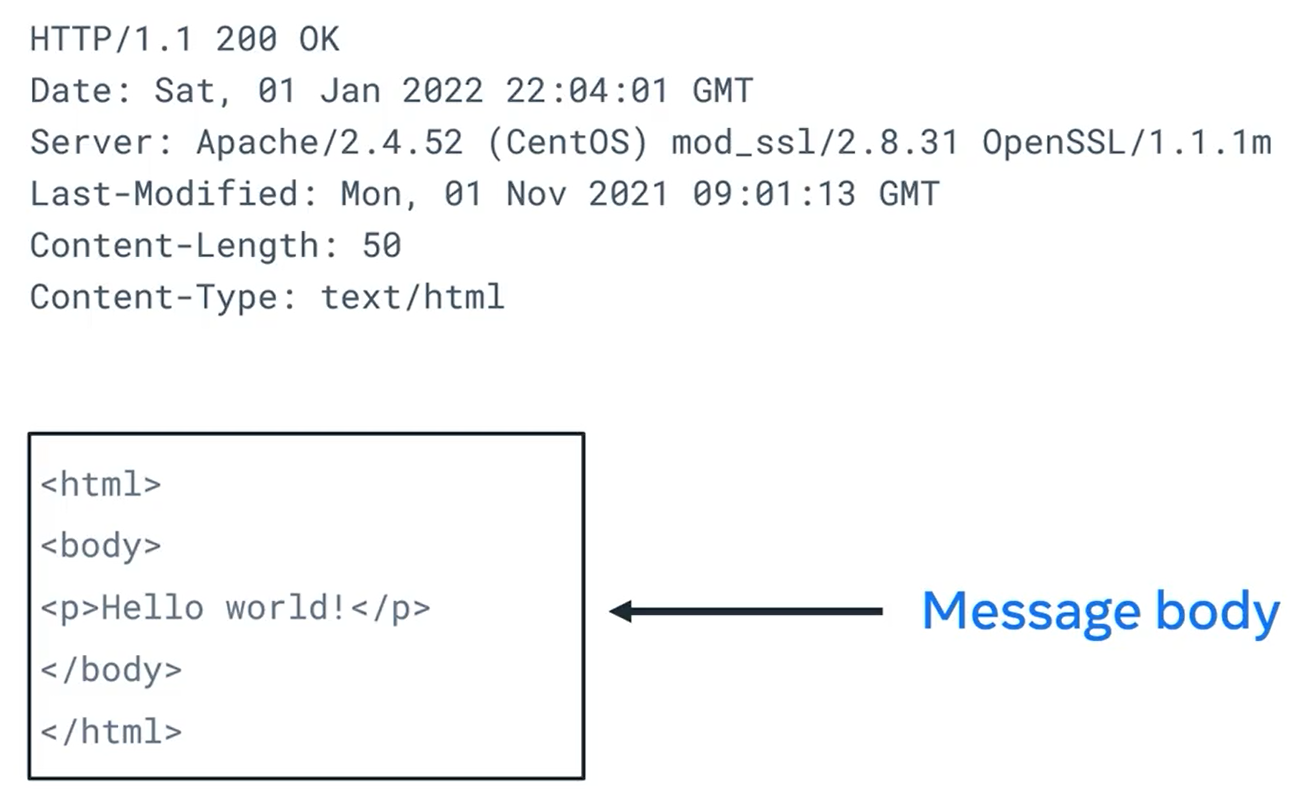 HTTP/1.1 200 OK
Date: Sat, 01 Jan 2022 22:04:01 GMT
Server: Apache/2.4.52 (CentOS) mod_ssl/2.8.31 OpenSSL/1.1.1m
Last-Modified: Mon, 01 Nov 2021 09:01:13 GMT
Content-Length: 50
Content-Type: text/html
<html>
<body>
<p>Hello world!</p>
</body>
</html>
Message body